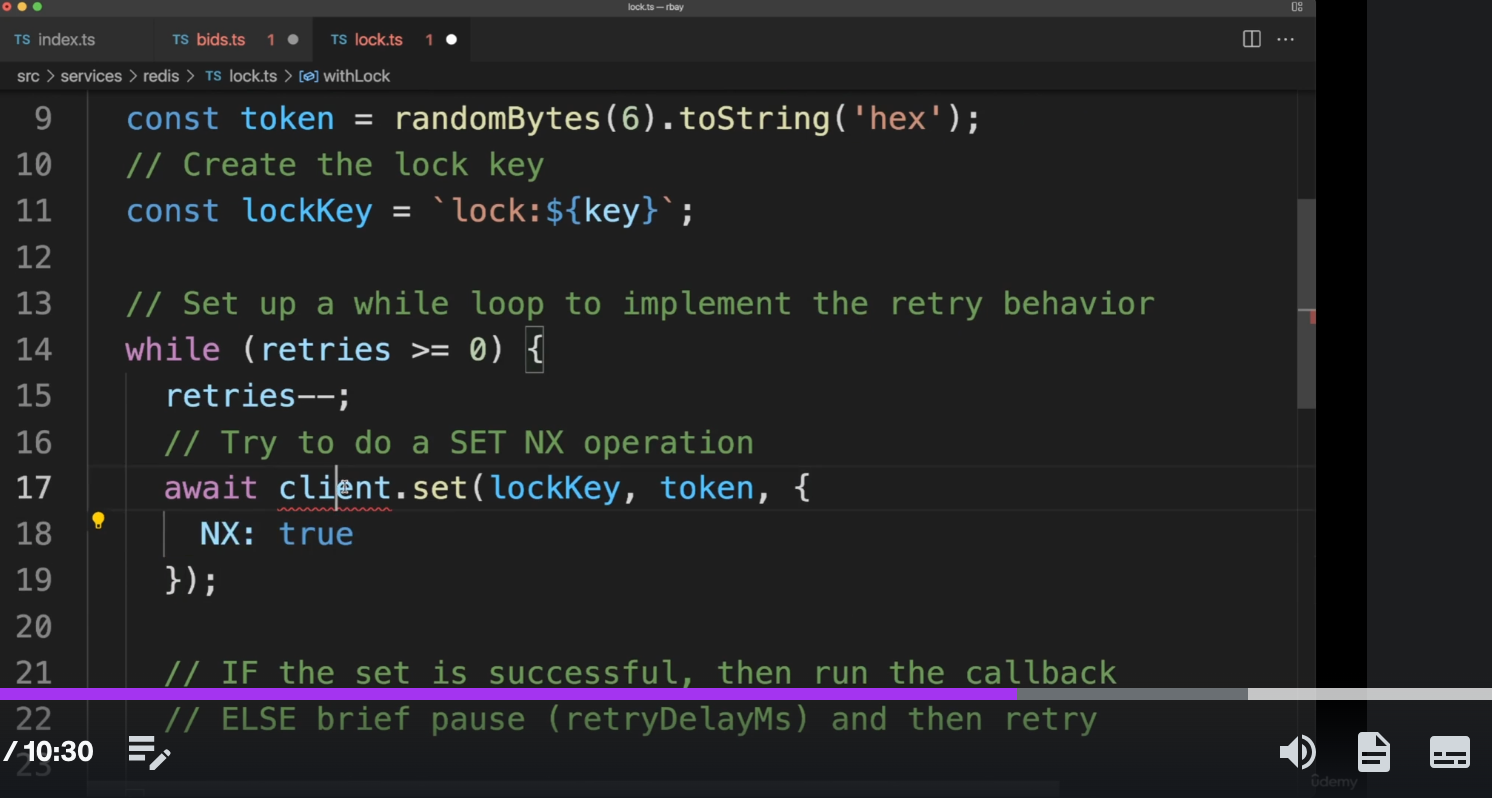 lock.ts — rbay
TS index.ts TS bids.ts 1 TS lock.ts 1
src > services > redis > TS lock.ts > withLock
9 const token = randomBytes(6).toString('hex');
10 // Create the lock key
11 const lockKey = `lock:${key}`;
12
13 // Set up a while loop to implement the retry behavior
14 while (retries >= 0) {
15 retries--;
16 // Try to do a SET NX operation
17 await client.set(lockKey, token, {
18 NX: true
19 });
20
21 // IF the set is successful, then run the callback
22 // ELSE brief pause (retryDelayMs) and then retry
23
/ 10:30
ûdemy